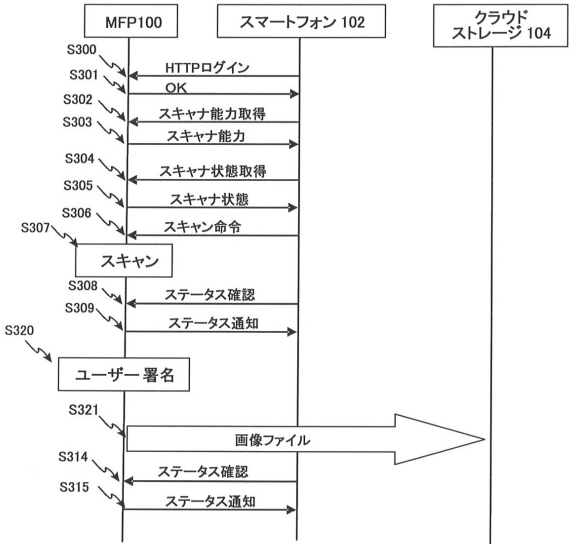 MFP100
スマートフォン 102
クラウド
ストレージ 104
S300
HTTPログイン
S301
OK
S302
スキャナ能力取得
S303
スキャナ能力
S304
スキャナ状態取得
S305
スキャナ状態
S306
スキャン命令
S307
スキャン
S308
ステータス確認
S309
ステータス通知
S320
ユーザー署名
S321
画像ファイル
S314
ステータス確認
S315
ステータス通知